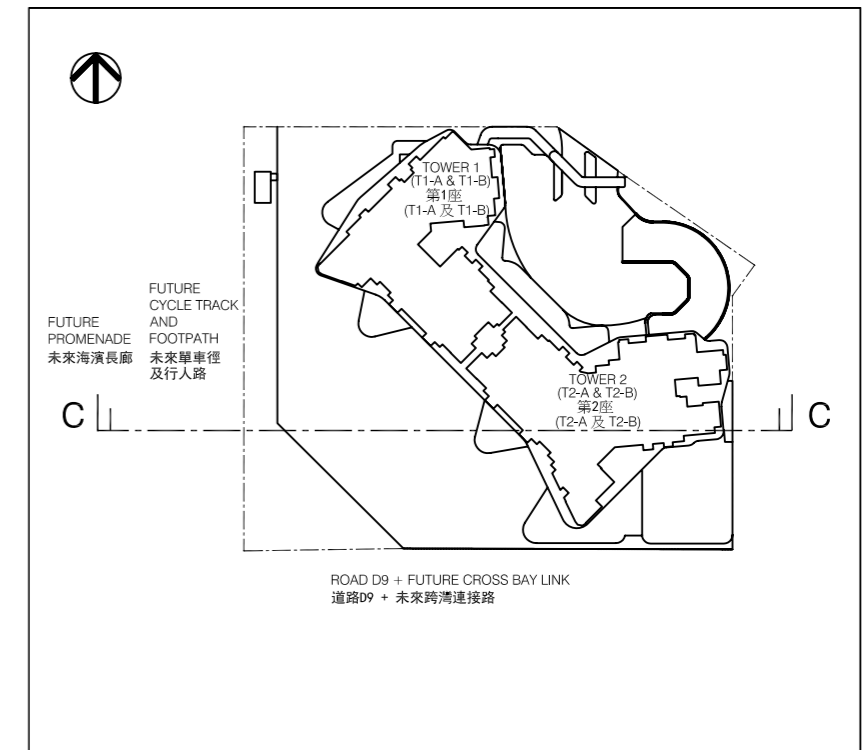 TOWER 1
(T1-A & T1-B)
第1座
(T1-A 及 T1-B)
FUTURE
PROMENADE
未來海濱長廊
FUTURE
CYCLE TRACK
AND
FOOTPATH
未來單車徑
及行人路
TOWER 2
(T2-A & T2-B)
第2座
(T2-A 及 T2-B)
C
C
ROAD D9 + FUTURE CROSS BAY LINK
道路D9 + 未來跨灣連接路